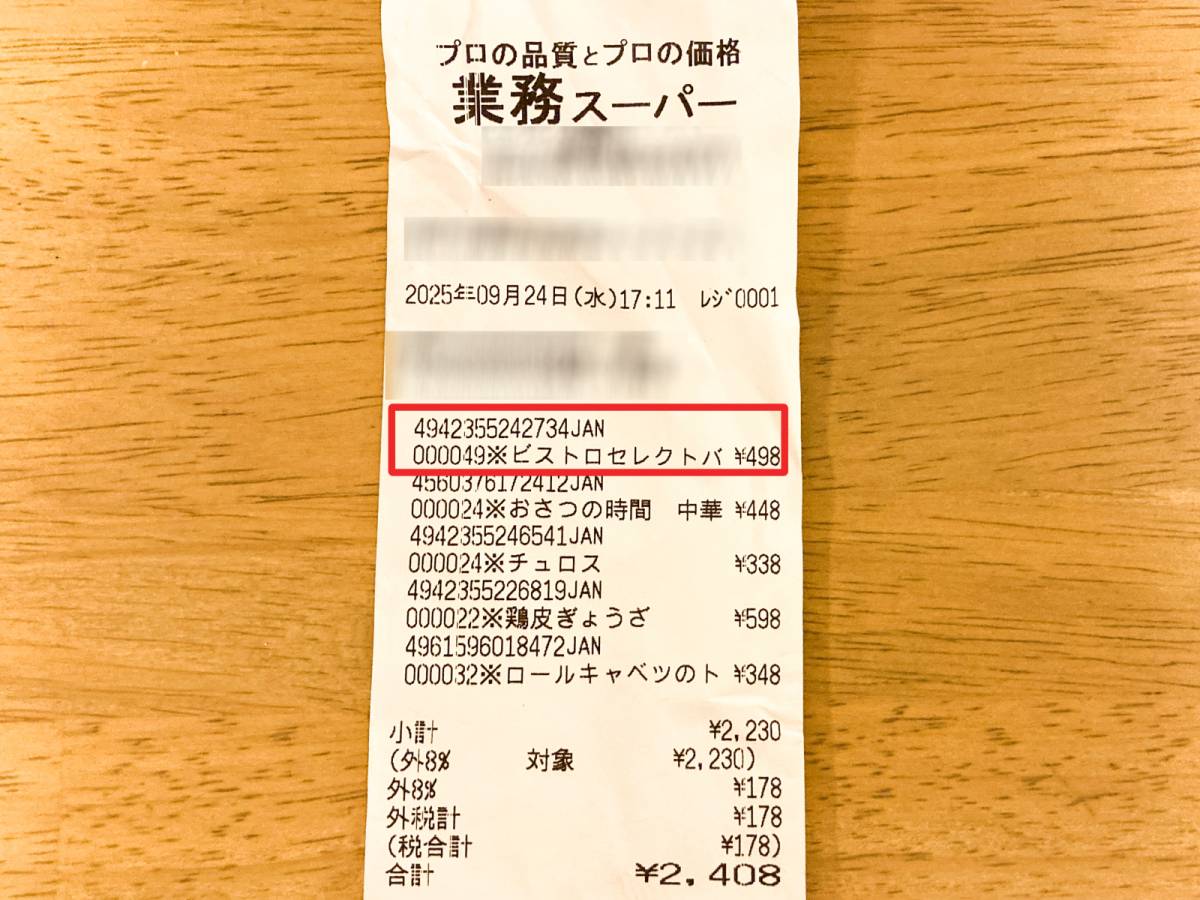 プロの品質とプロの価格
業務スーパー
2025年09月24日(水)17:11 ﾚｼﾞ0001
4942355242734JAN
000049※ビストロセレクトバ ¥498
4560376172412JAN
000024※おさつの時間 中華 ¥448
4942355246541JAN
000024※チュロス ¥338
4942355226819JAN
000022※鶏皮ぎょうざ ¥598
4961596018472JAN
000032※ロールキャベツのト ¥348
小計 ¥2,230
(外8% 対象 ¥2,230)
外8% ¥178
外税計 ¥178
(税合計 ¥178)
合計 ¥2,408